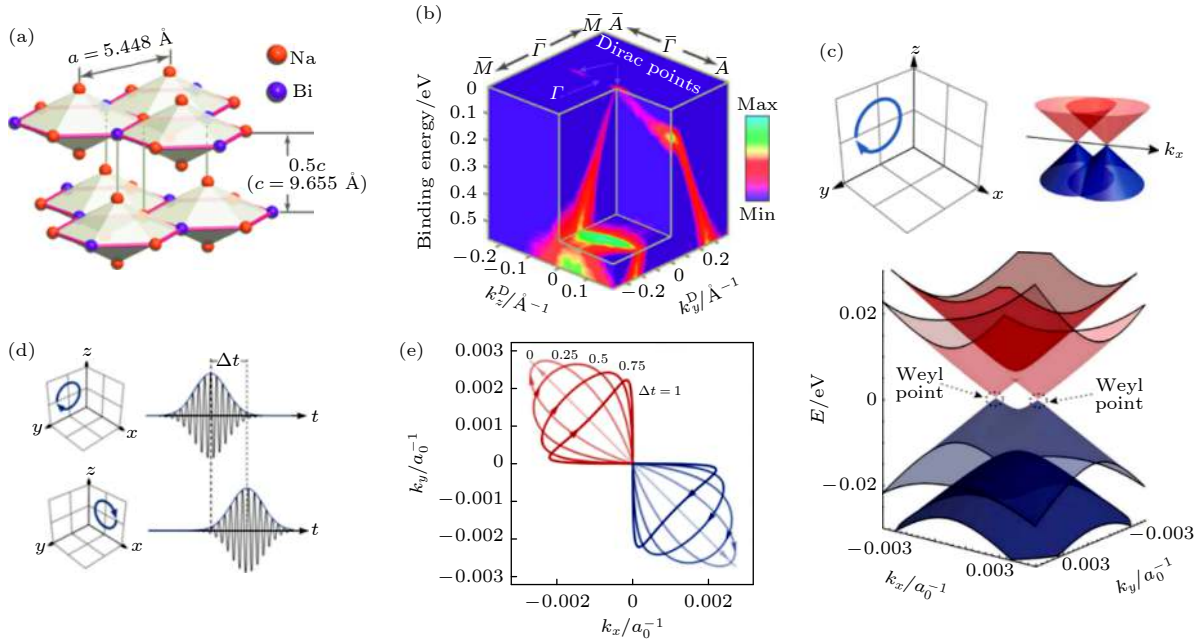 (a)
a = 5.448 Å
Na
Bi
0.5c
(c = 9.655 Å)
(b)
M̄ Γ̄ M̄ Ā Γ̄ Ā
Dirac points
Γ
Binding energy/eV
0
0.1
0.2
0.3
0.4
0.5
−0.2
−0.1
0
0.1
k_z^D/Å⁻¹
−0.2
0
0.2
k_y^D/Å⁻¹
Max
Min
(c)
z
y
x
k_x
E/eV
0.02
0
−0.02
Weyl
point
Weyl
point
−0.003
0.003
k_x/a_0⁻¹
−0.003
0.003
k_y/a_0⁻¹
(d)
z
y
x
Δt
t
z
y
x
t
(e)
k_y/a_0⁻¹
0.003
0.002
0.001
0
−0.001
−0.002
−0.003
0 0.25 0.5 0.75
Δt = 1
−0.002 0 0.002
k_x/a_0⁻¹